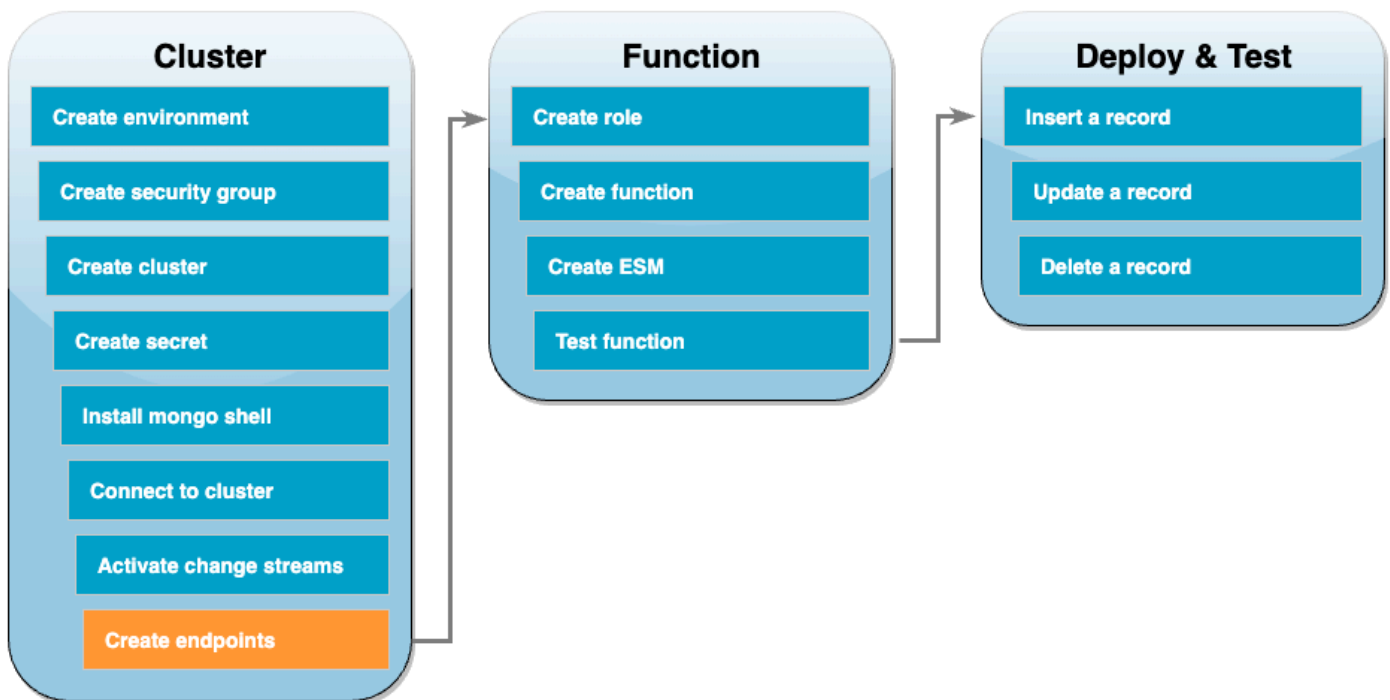 Cluster
Create environment
Create security group
Create cluster
Create secret
Install mongo shell
Connect to cluster
Activate change streams
Create endpoints
Function
Create role
Create function
Create ESM
Test function
Deploy & Test
Insert a record
Update a record
Delete a record